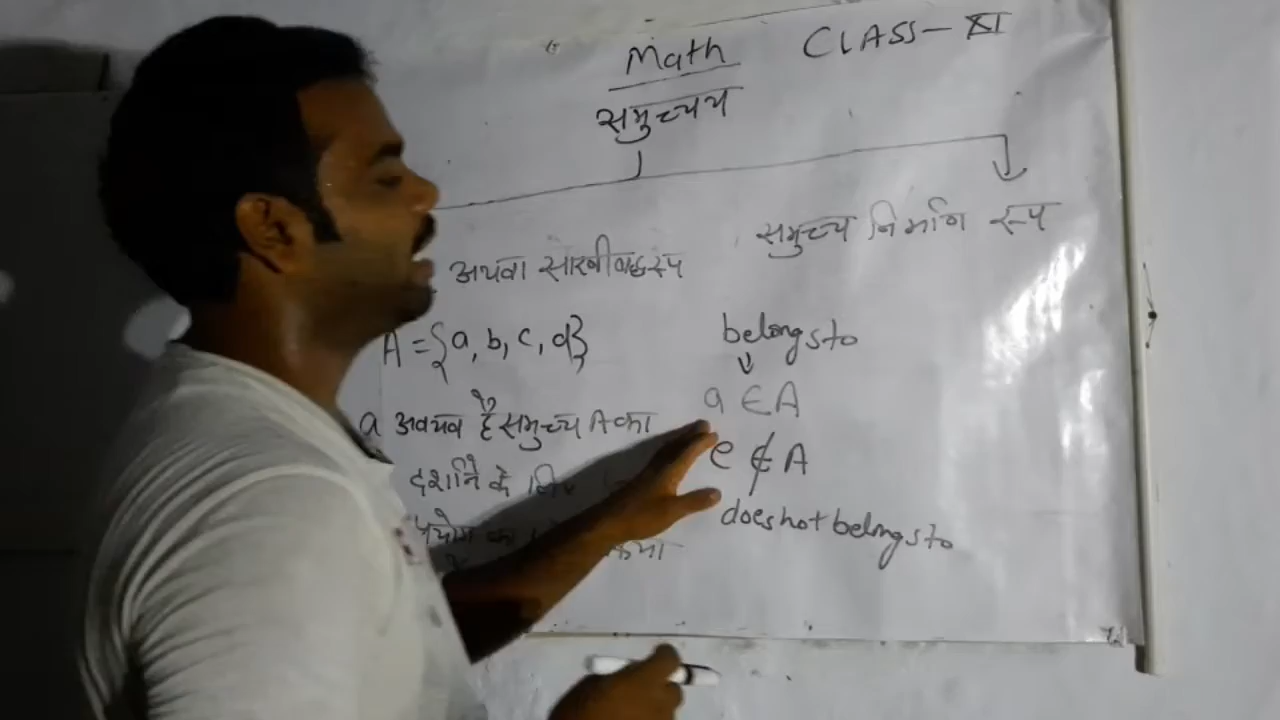 Math CLASS-XI
समुच्चय
समुच्चय निर्माण रूप
अथवा सारणीबद्ध रूप
A = {a, b, c, d}
belongs to
a ∈ A
a अवयव है समुच्चय A का
e ∉ A
दर्शाने के लिए
does not belongs to
प्रयोग